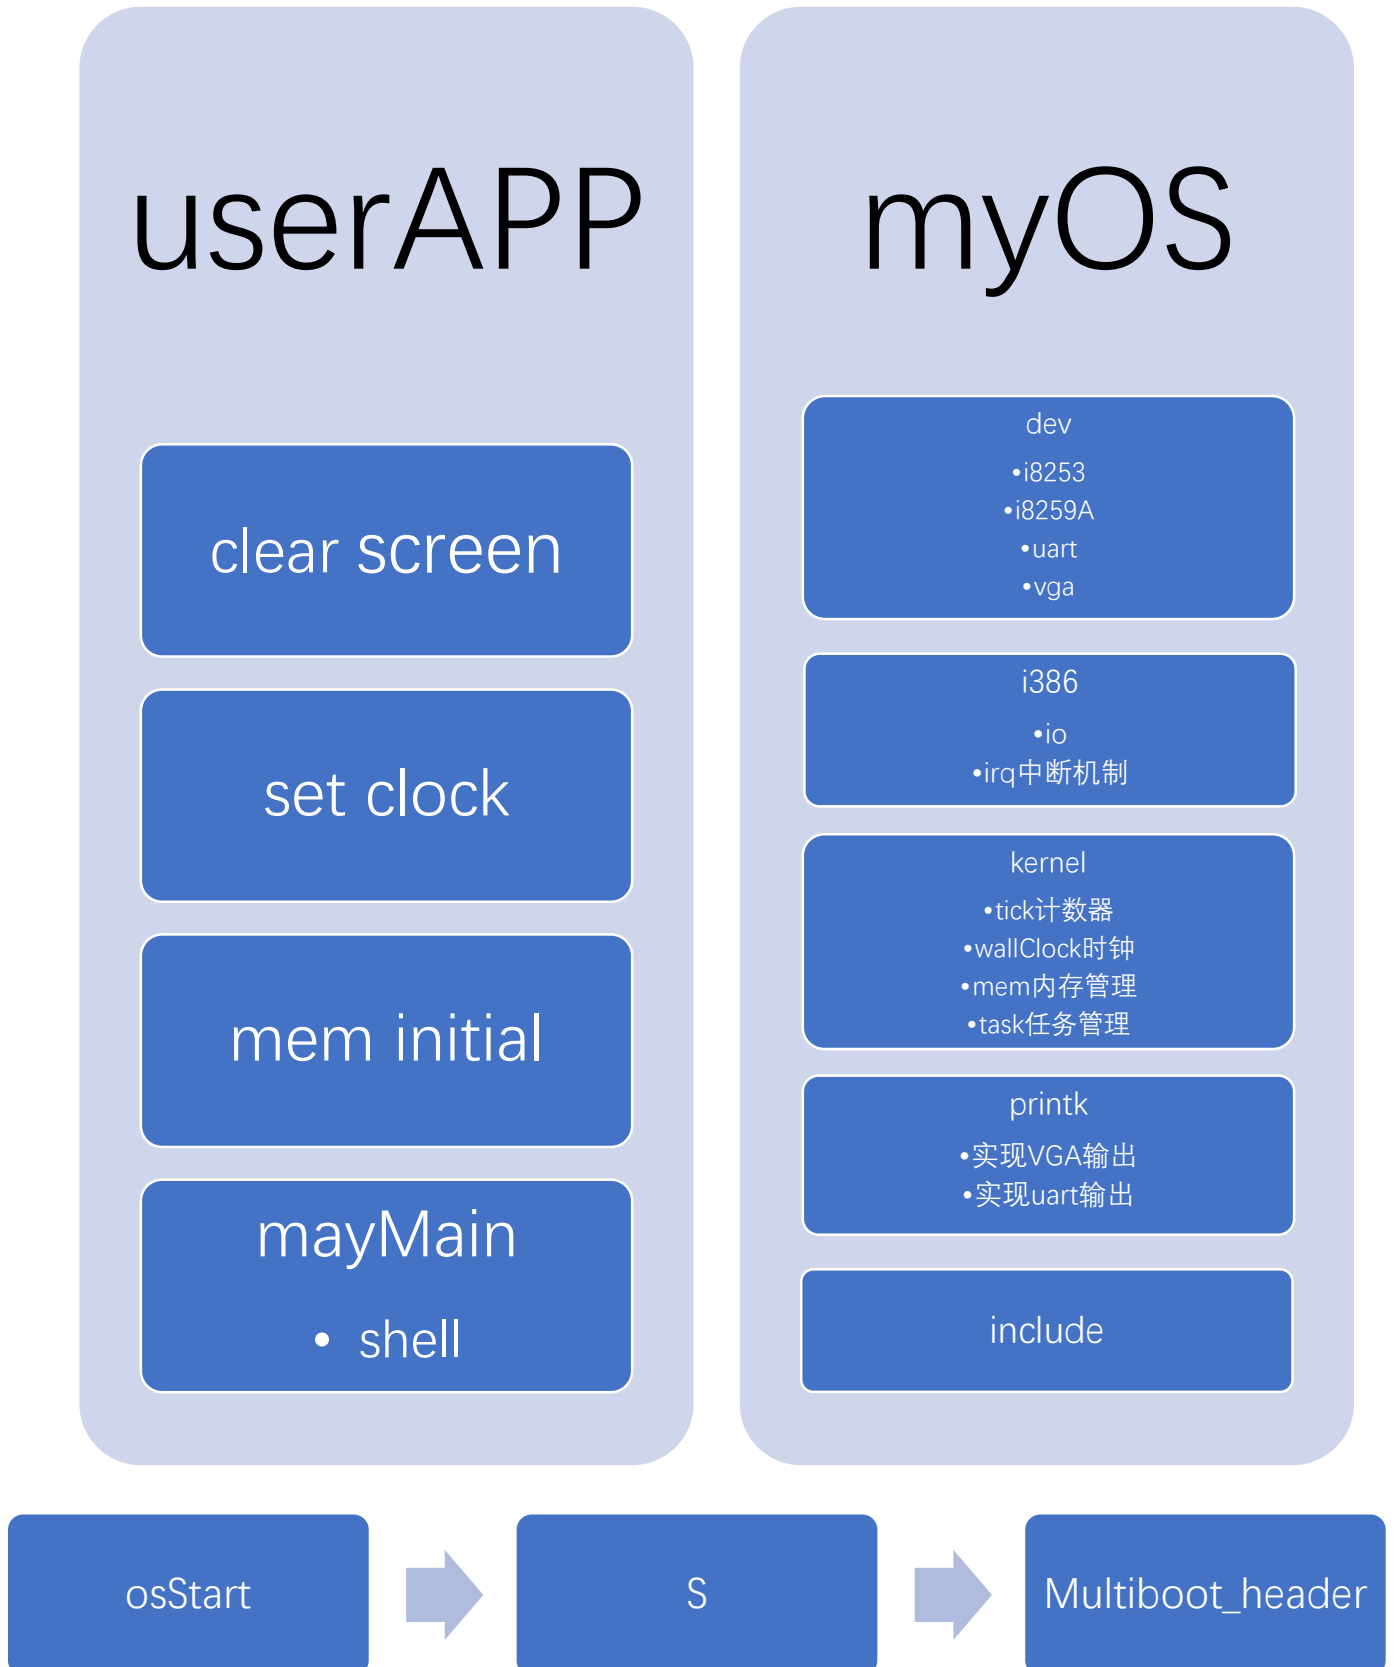 userAPP
clear screen
set clock
mem initial
mayMain
• shell
myOS
dev
•i8253
•i8259A
•uart
•vga
i386
•io
•irq中断机制
kernel
•tick计数器
•wallClock时钟
•mem内存管理
•task任务管理
printk
•实现VGA输出
•实现uart输出
include
osStart
S
Multiboot_header